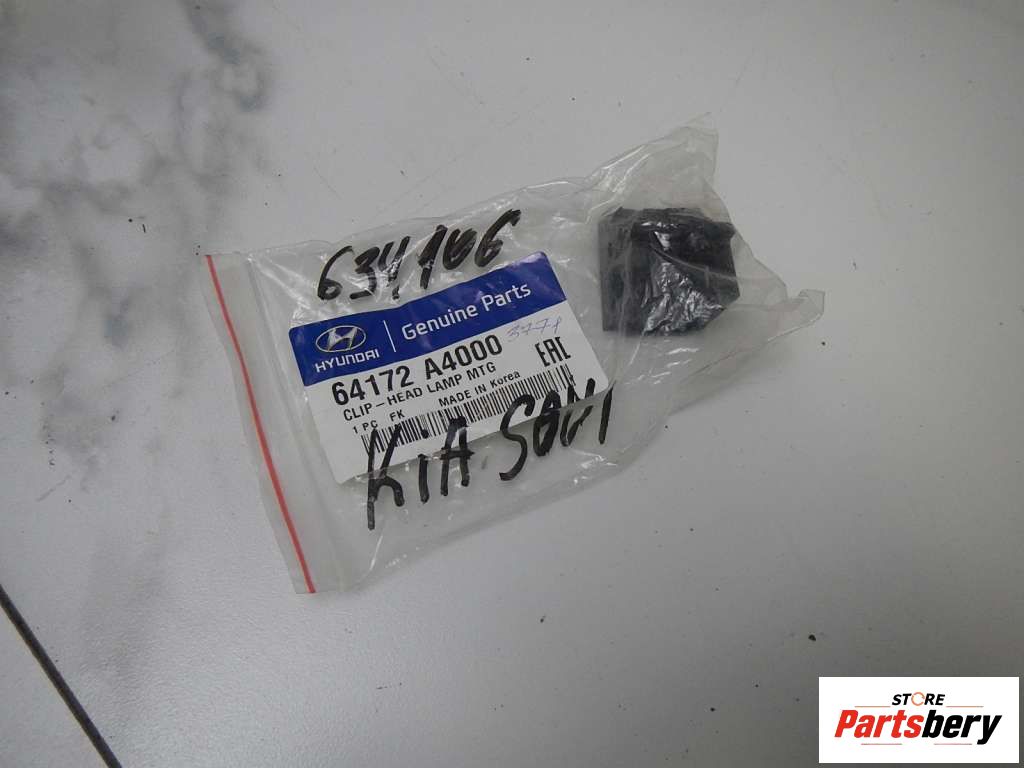 634106
HYUNDAI | Genuine Parts
64172 A4000 377P
CLIP-HEAD LAMP MTG
1 PC FK MADE IN Korea
EAC
KiA SOUl
STORE
Partsbery